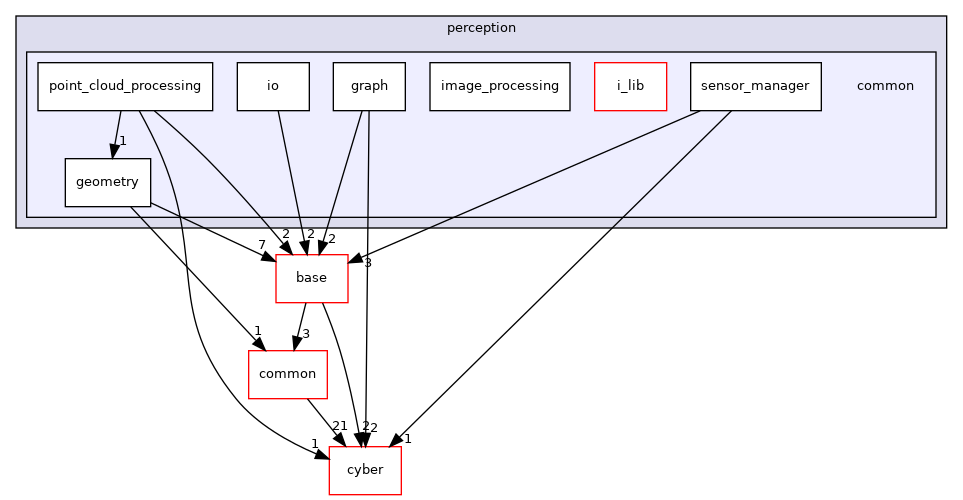 perception
point_cloud_processing
io
graph
image_processing
i_lib
sensor_manager
common
1
geometry
7
2
2
2
3
base
1
3
common
21
2
2
1
1
cyber